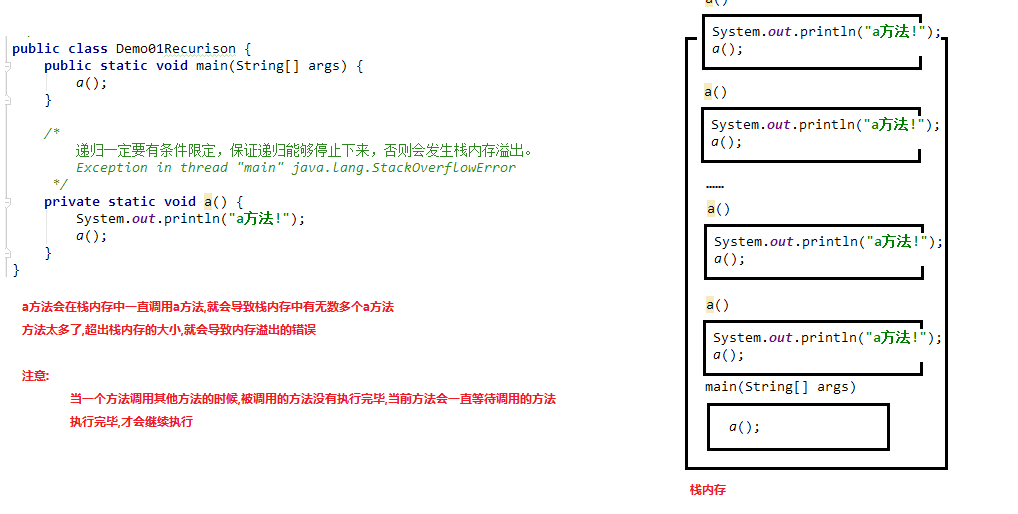 public class Demo01Recurison {
public static void main(String[] args) {
a();
}
/*
递归一定要有条件限定，保证递归能够停止下来，否则会发生栈内存溢出。
Exception in thread "main" java.lang.StackOverflowError
*/
private static void a() {
System.out.println("a方法!");
a();
}
}
a方法会在栈内存中一直调用a方法,就会导致栈内存中有无数多个a方法
方法太多了,超出栈内存的大小,就会导致内存溢出的错误
注意:
当一个方法调用其他方法的时候,被调用的方法没有执行完毕,当前方法会一直等待调用的方法
执行完毕,才会继续执行
a()
System.out.println("a方法!");
a();
a()
System.out.println("a方法!");
a();
……
a()
System.out.println("a方法!");
a();
a()
System.out.println("a方法!");
a();
main(String[] args)
a();
栈内存